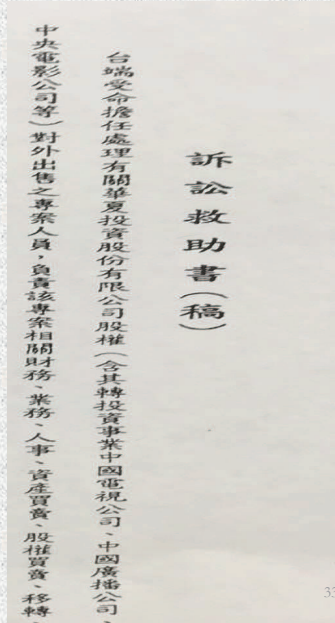 訴訟救助書(稿)
台端受命擔任處理有關華夏投資股份有限公司股權(含其轉投資事業中國電視公司、中國廣播公司、
中央電影公司等)對外出售之專案人員,負責該專案相關財務、業務、人事、資產買賣、股權買賣、移轉、
33